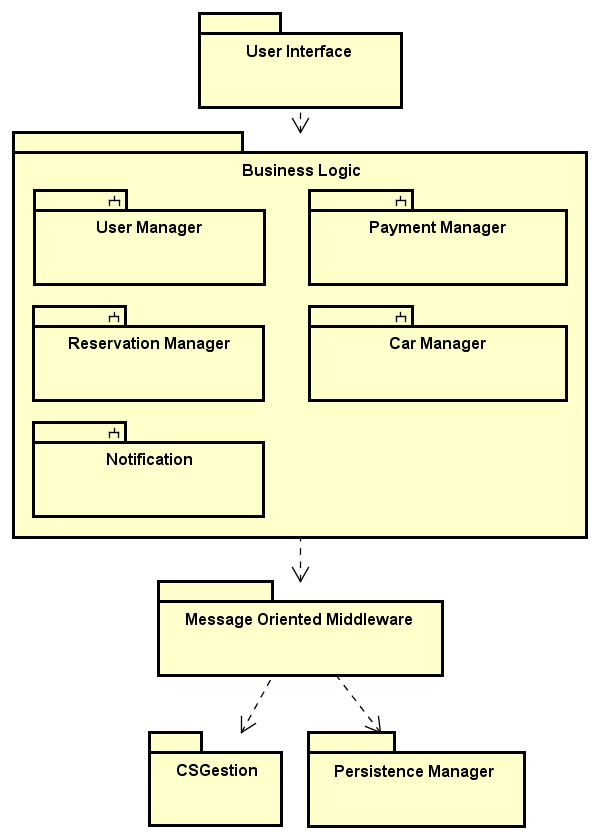 User Interface
Business Logic
User Manager
Payment Manager
Reservation Manager
Car Manager
Notification
Message Oriented Middleware
CSGestion
Persistence Manager